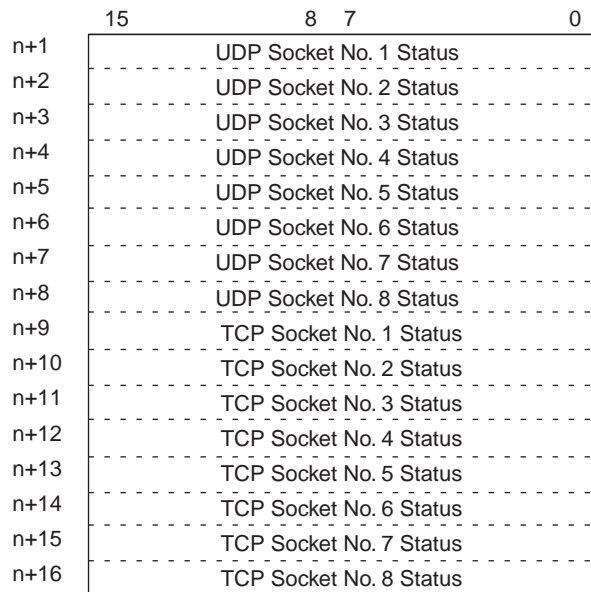 15 8 7 0
n+1 UDP Socket No. 1 Status
n+2 UDP Socket No. 2 Status
n+3 UDP Socket No. 3 Status
n+4 UDP Socket No. 4 Status
n+5 UDP Socket No. 5 Status
n+6 UDP Socket No. 6 Status
n+7 UDP Socket No. 7 Status
n+8 UDP Socket No. 8 Status
n+9 TCP Socket No. 1 Status
n+10 TCP Socket No. 2 Status
n+11 TCP Socket No. 3 Status
n+12 TCP Socket No. 4 Status
n+13 TCP Socket No. 5 Status
n+14 TCP Socket No. 6 Status
n+15 TCP Socket No. 7 Status
n+16 TCP Socket No. 8 Status